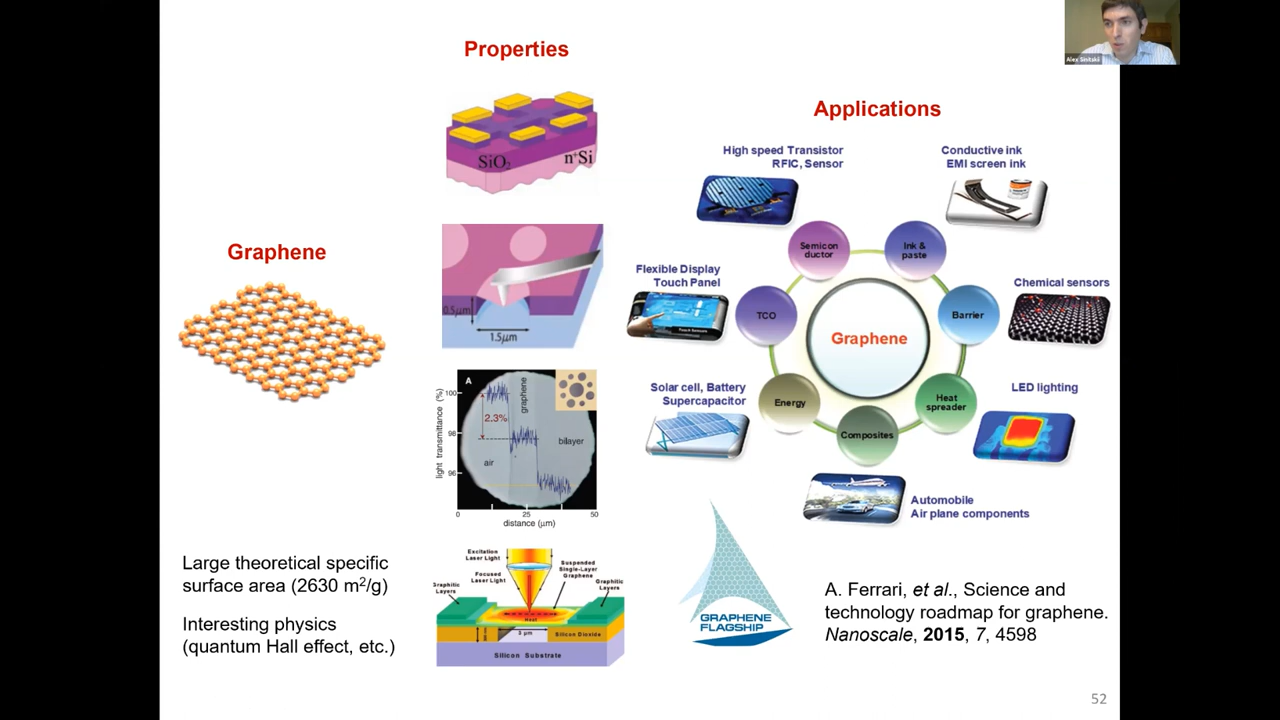 Alex Sinitskii
Properties
Applications
Graphene
SiO2
n+Si
0.5µm
1.5µm
A
light transmittance (%)
100
98
96
2.3%
air
graphene
bilayer
0
25
50
distance (µm)
Excitation
Laser Light
Focused
Laser Light
Suspended
Single-Layer
Graphene
Graphitic
Layers
Graphitic
Layers
Heat
3 µm
Silicon Dioxide
Silicon Substrate
Large theoretical specific
surface area (2630 m2/g)
Interesting physics
(quantum Hall effect, etc.)
High speed Transistor
RFIC, Sensor
Conductive ink
EMI screen ink
Flexible Display
Touch Panel
Chemical sensors
Solar cell, Battery
Supercapacitor
LED lighting
Automobile
Air plane components
Semicon
ductor
Ink &
paste
TCO
Barrier
Graphene
Energy
Heat
spreader
Composites
GRAPHENE
FLAGSHIP
A. Ferrari, et al., Science and
technology roadmap for graphene.
Nanoscale, 2015, 7, 4598
52